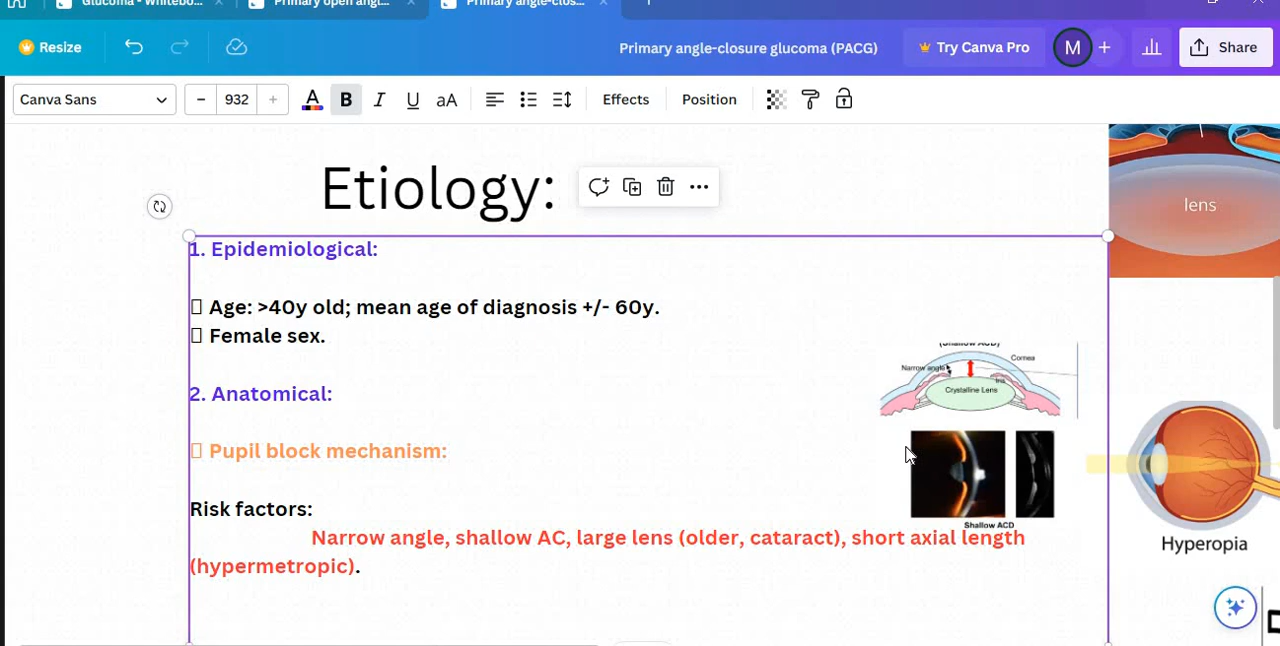 Glucoma - Whitebo...
Primary open angl...
Primary angle-clos...
Resize
Primary angle-closure glucoma (PACG)
Try Canva Pro
M
Share
Canva Sans
932
A
B
I
U
aA
Effects
Position
Etiology:
1. Epidemiological:
Age: >40y old; mean age of diagnosis +/- 60y.
Female sex.
2. Anatomical:
Pupil block mechanism:
Risk factors:
Narrow angle, shallow AC, large lens (older, cataract), short axial length
(hypermetropic).
(Shallow ACD)
Cornea
Narrow angle
Iris
Crystalline Lens
Shallow ACD
lens
Hyperopia